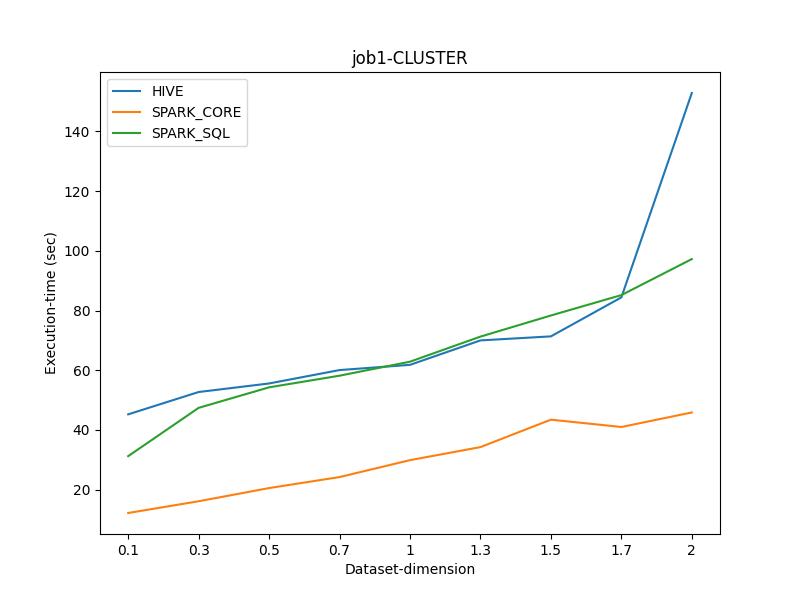 job1-CLUSTER
HIVE
SPARK_CORE
SPARK_SQL
Execution-time (sec)
140
120
100
80
60
40
20
0.1 0.3 0.5 0.7 1 1.3 1.5 1.7 2
Dataset-dimension